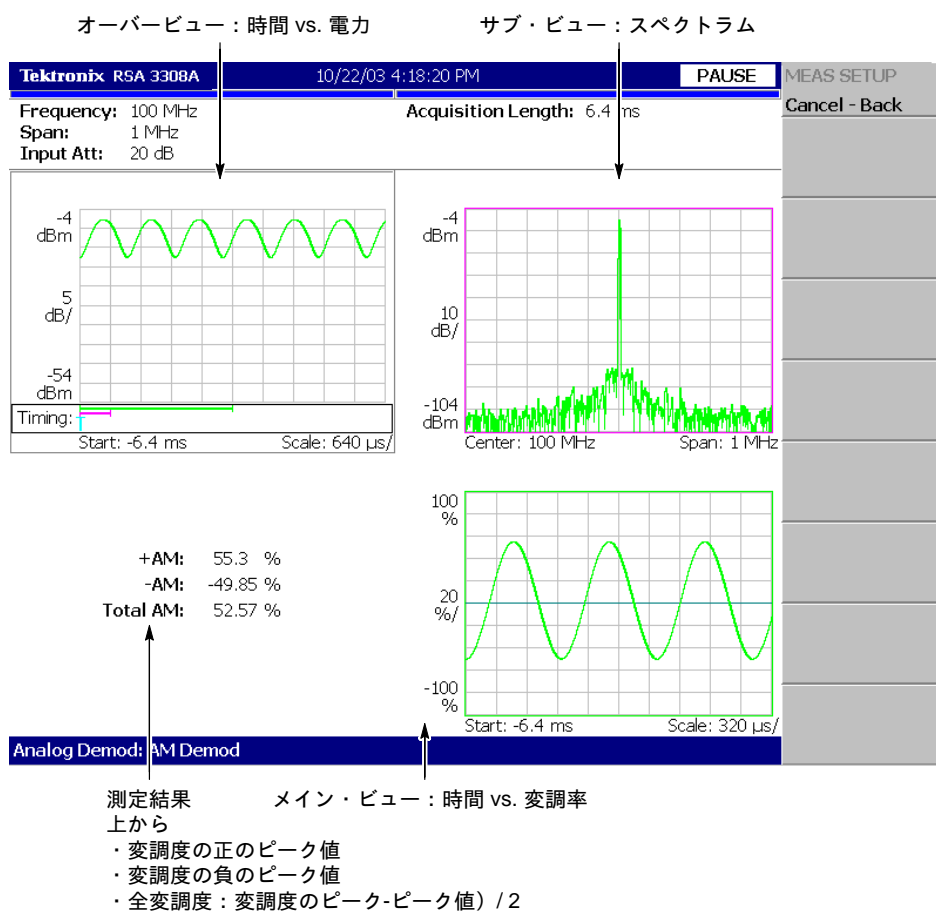 オーバービュー：時間 vs. 電力
サブ・ビュー：スペクトラム
Tektronix RSA 3308A 10/22/03 4:18:20 PM PAUSE
MEAS SETUP
Cancel - Back
Frequency: 100 MHz
Span: 1 MHz
Input Att: 20 dB
Acquisition Length: 6.4 ms
-4
dBm
5
dB/
-54
dBm
Timing:
Start: -6.4 ms Scale: 640 µs/
-4
dBm
10
dB/
-104
dBm
Center: 100 MHz Span: 1 MHz
+AM: 55.3 %
-AM: -49.85 %
Total AM: 52.57 %
100
%
20
%/
-100
%
Start: -6.4 ms Scale: 320 µs/
Analog Demod: AM Demod
測定結果
上から
・変調度の正のピーク値
・変調度の負のピーク値
・全変調度：変調度のピーク-ピーク値）/ 2
メイン・ビュー：時間 vs. 変調率